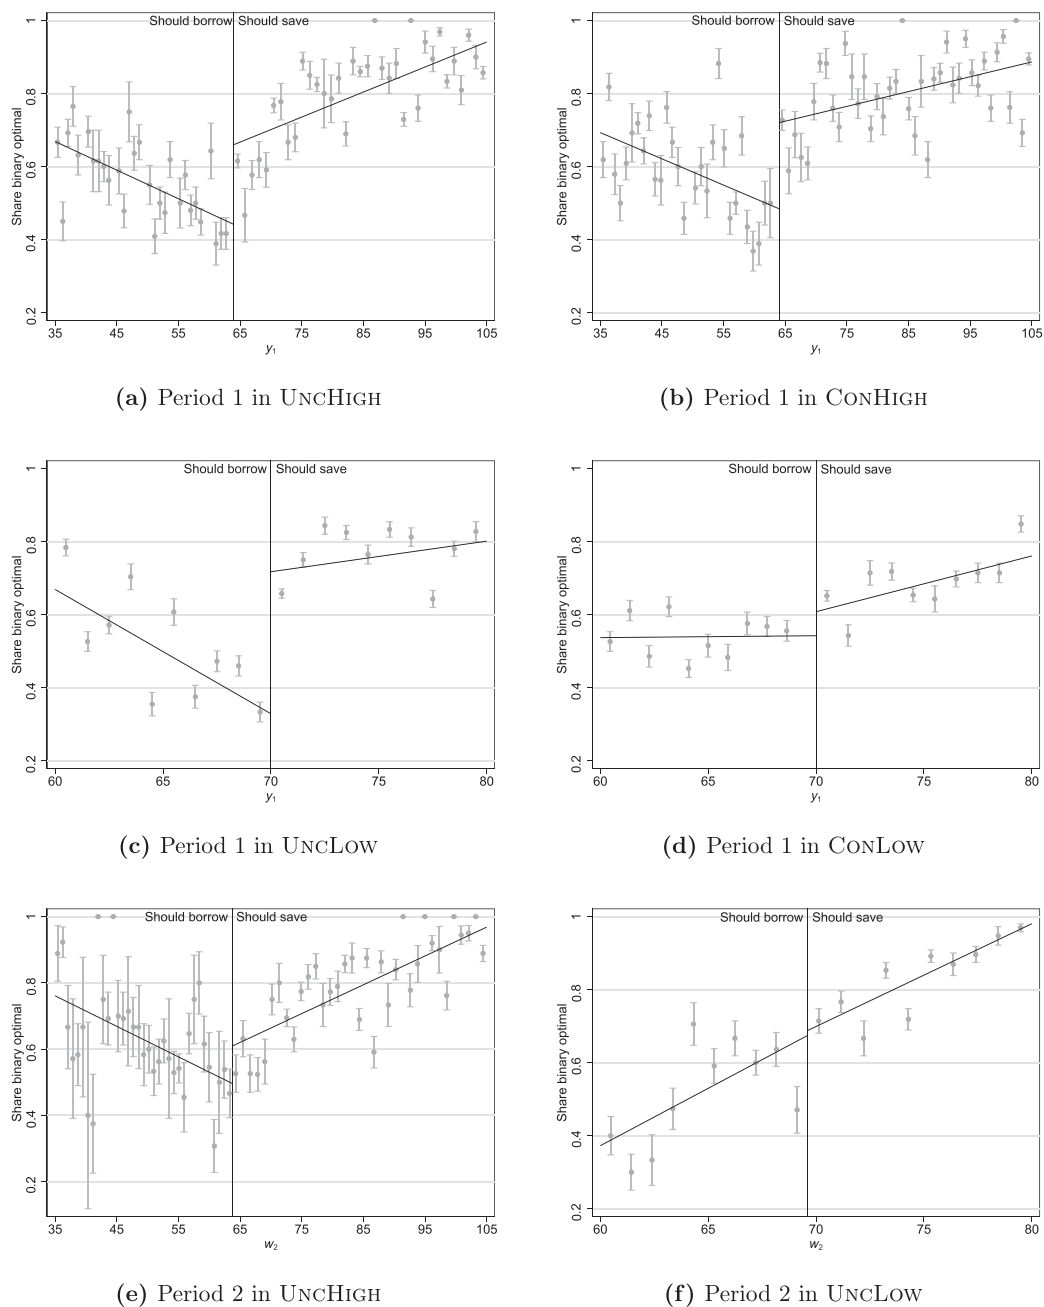 Should borrow Should save
Share binary optimal
1
0.8
0.6
0.4
0.2
35 45 55 65 75 85 95 105
y₁
(a) Period 1 in UNCHIGH
Should borrow Should save
Share binary optimal
1
0.8
0.6
0.4
0.2
35 45 55 65 75 85 95 105
y₁
(b) Period 1 in CONHIGH
Should borrow Should save
Share binary optimal
1
0.8
0.6
0.4
0.2
60 65 70 75 80
y₁
(c) Period 1 in UNCLOW
Should borrow Should save
Share binary optimal
1
0.8
0.6
0.4
0.2
60 65 70 75 80
y₁
(d) Period 1 in CONLOW
Should borrow Should save
Share binary optimal
1
0.8
0.6
0.4
0.2
35 45 55 65 75 85 95 105
w₂
(e) Period 2 in UNCHIGH
Should borrow Should save
Share binary optimal
1
0.8
0.6
0.4
0.2
60 65 70 75 80
w₂
(f) Period 2 in UNCLOW